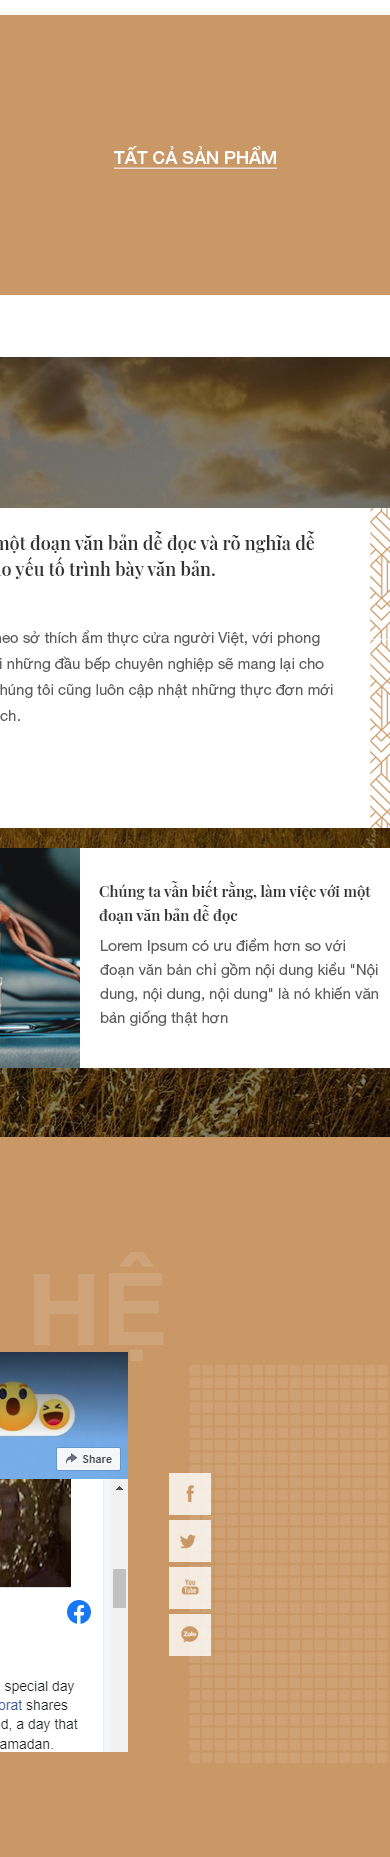 TẤT CẢ SẢN PHẨM
một đoạn văn bản dễ đọc và rõ nghĩa dễ
yếu tố trình bày văn bản.
sở thích ẩm thực của người Việt, với phong
những đầu bếp chuyên nghiệp sẽ mang lại cho
húng tôi cũng luôn cập nhật những thực đơn mới
ch.
Chúng ta vẫn biết rằng, làm việc với một
đoạn văn bản dễ đọc
Lorem Ipsum có ưu điểm hơn so với
đoạn văn bản chỉ gồm nội dung kiểu "Nội
dung, nội dung, nội dung" là nó khiến văn
bản giống thật hơn
HỆ
Share
You
Tube
Zalo
special day
orat shares
d, a day that
amadan.